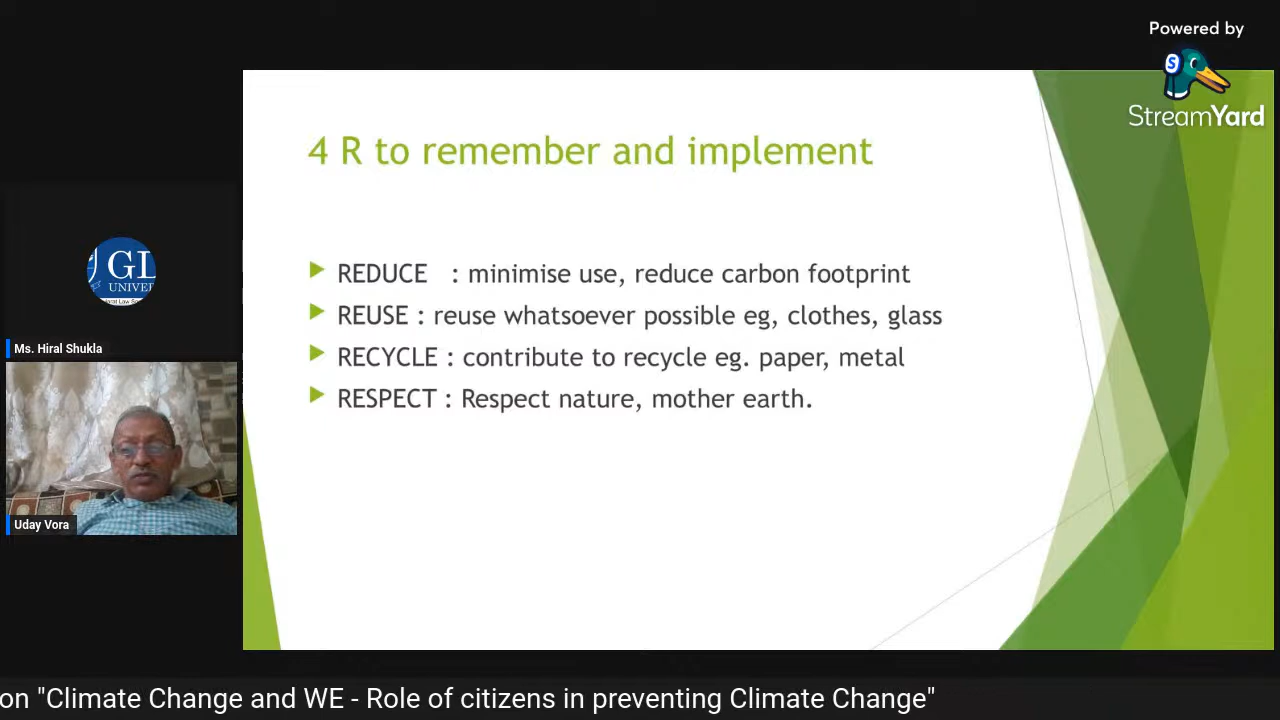 Powered by
S
StreamYard
4 R to remember and implement
REDUCE : minimise use, reduce carbon footprint
REUSE : reuse whatsoever possible eg, clothes, glass
RECYCLE : contribute to recycle eg. paper, metal
RESPECT : Respect nature, mother earth.
GL
UNIVE
Ms. Hiral Shukla
Uday Vora
on "Climate Change and WE - Role of citizens in preventing Climate Change"